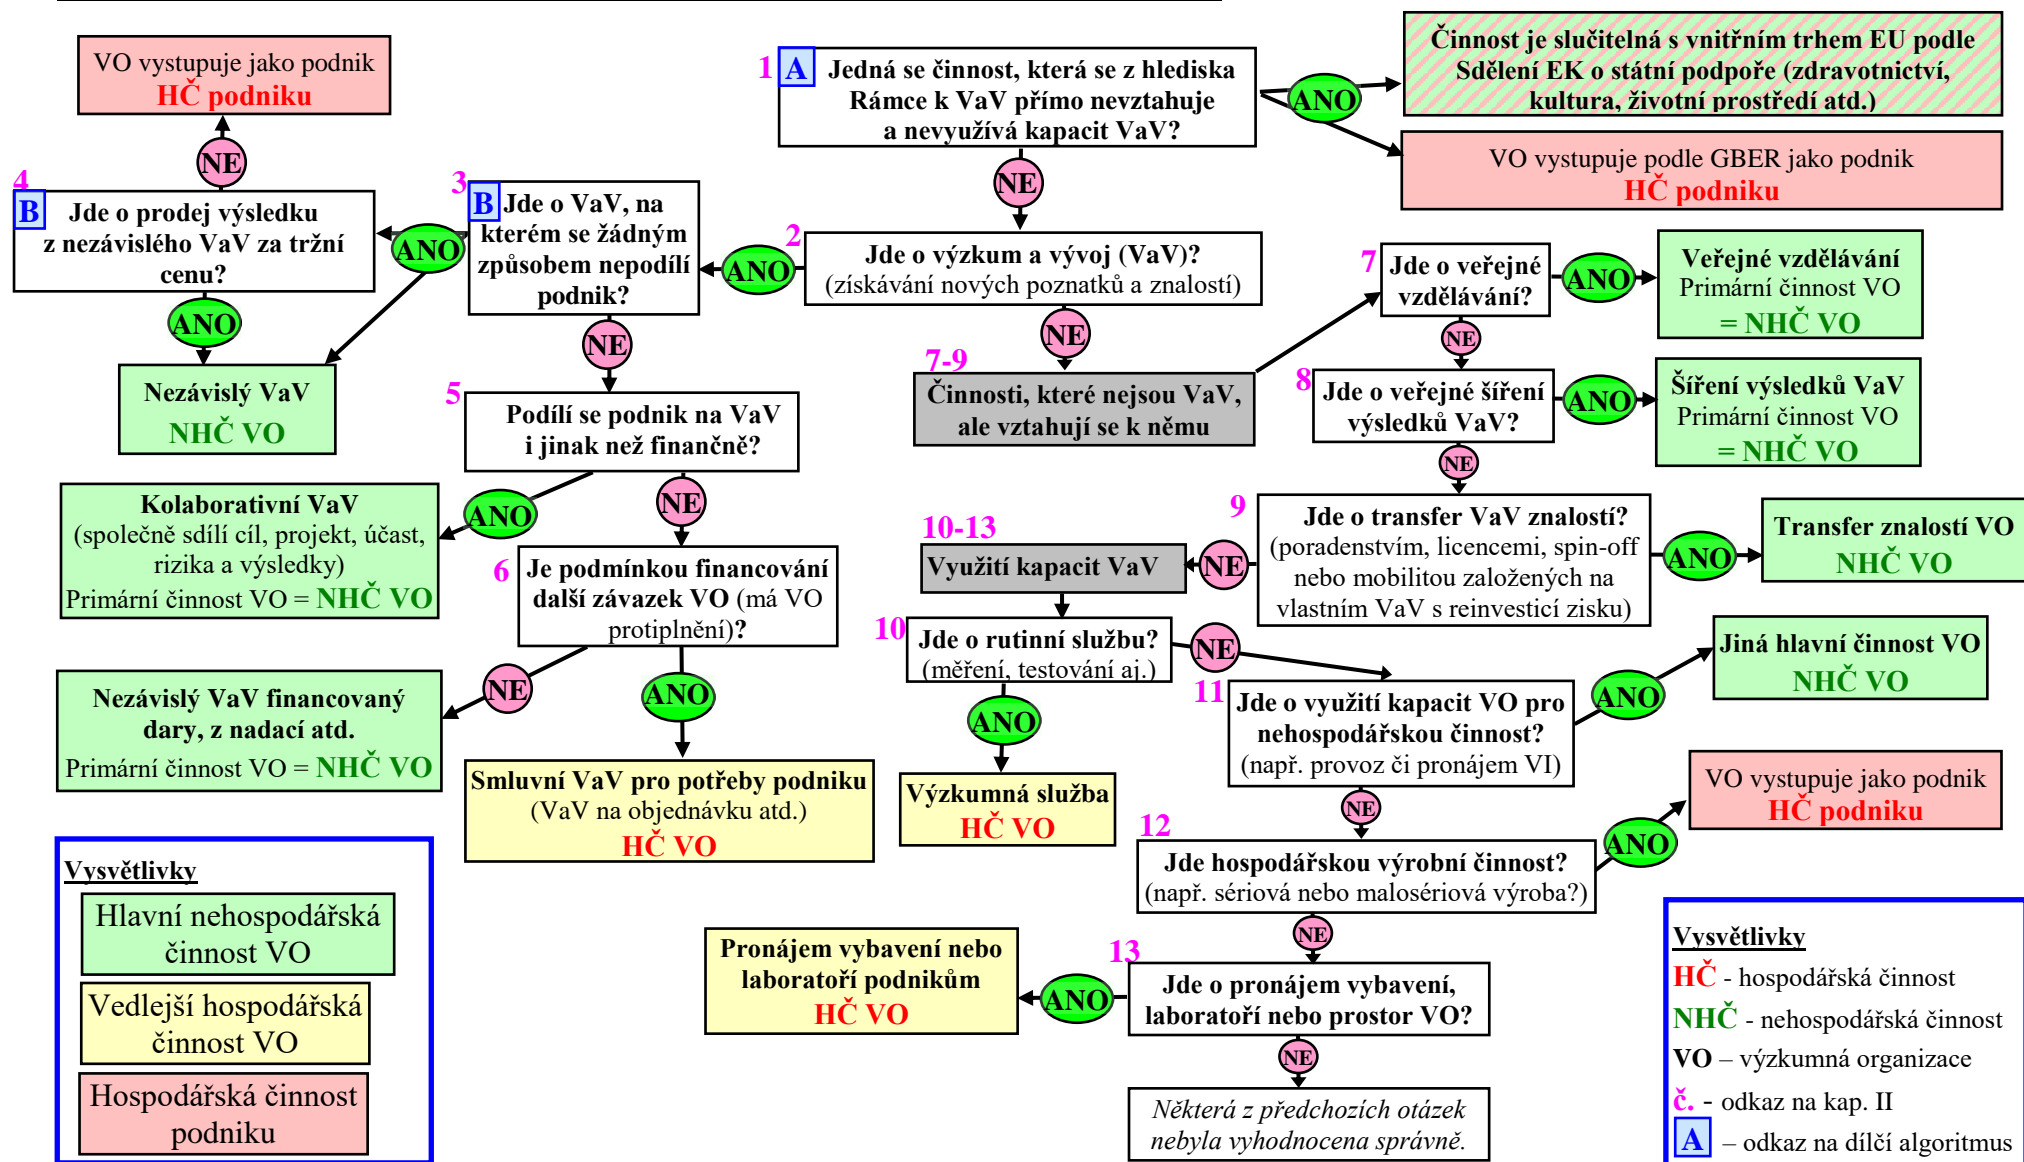 VO vystupuje jako podnik
HČ podniku
1
A
Jedná se činnost, která se z hlediska
Rámce k VaV přímo nevztahuje
a nevyužívá kapacit VaV?
ANO
Činnost je slučitelná s vnitřním trhem EU podle
Sdělení EK o státní podpoře (zdravotnictví,
kultura, životní prostředí atd.)
VO vystupuje podle GBER jako podnik
HČ podniku
NE
NE
4
B
Jde o prodej výsledku
z nezávislého VaV za tržní
cenu?
ANO
3
B
Jde o VaV, na
kterém se žádným
způsobem nepodílí
podnik?
ANO
2
Jde o výzkum a vývoj (VaV)?
(získávání nových poznatků a znalostí)
7
Jde o veřejné
vzdělávání?
ANO
Veřejné vzdělávání
Primární činnost VO
= NHČ VO
ANO
NE
NE
NE
Nezávislý VaV
NHČ VO
5
Podílí se podnik na VaV
i jinak než finančně?
7-9
Činnosti, které nejsou VaV,
ale vztahují se k němu
8
Jde o veřejné šíření
výsledků VaV?
ANO
Šíření výsledků VaV
Primární činnost VO
= NHČ VO
NE
Kolaborativní VaV
(společně sdílí cíl, projekt, účast,
rizika a výsledky)
Primární činnost VO = NHČ VO
ANO
NE
9
Jde o transfer VaV znalostí?
(poradenstvím, licencemi, spin-off
nebo mobilitou založených na
vlastním VaV s reinvesticí zisku)
ANO
Transfer znalostí VO
NHČ VO
10-13
Využití kapacit VaV
NE
6
Je podmínkou financování
další závazek VO (má VO
protiplnění)?
10
Jde o rutinní službu?
(měření, testování aj.)
NE
Jiná hlavní činnost VO
NHČ VO
Nezávislý VaV financovaný
dary, z nadací atd.
Primární činnost VO = NHČ VO
NE
ANO
ANO
11
Jde o využití kapacit VO pro
nehospodářskou činnost?
(např. provoz či pronájem VI)
ANO
Smluvní VaV pro potřeby podniku
(VaV na objednávku atd.)
HČ VO
Výzkumná služba
HČ VO
NE
VO vystupuje jako podnik
HČ podniku
12
Jde hospodářskou výrobní činnost?
(např. sériová nebo malosériová výroba?)
ANO
NE
Pronájem vybavení nebo
laboratoří podnikům
HČ VO
ANO
13
Jde o pronájem vybavení,
laboratoří nebo prostor VO?
NE
Některá z předchozích otázek
nebyla vyhodnocena správně.
Vysvětlivky
Hlavní nehospodářská
činnost VO
Vedlejší hospodářská
činnost VO
Hospodářská činnost
podniku
Vysvětlivky
HČ - hospodářská činnost
NHČ - nehospodářská činnost
VO – výzkumná organizace
č. - odkaz na kap. II
A – odkaz na dílčí algoritmus